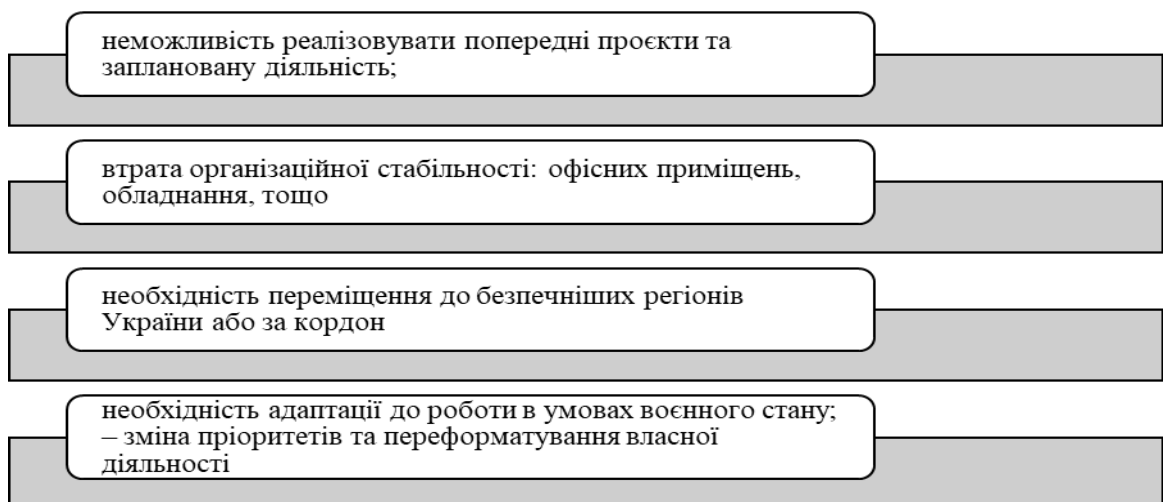 неможливість реалізовувати попередні проєкти та
заплановану діяльність;
втрата організаційної стабільності: офісних приміщень,
обладнання, тощо
необхідність переміщення до безпечніших регіонів
України або за кордон
необхідність адаптації до роботи в умовах воєнного стану;
– зміна пріоритетів та переформатування власної
діяльності